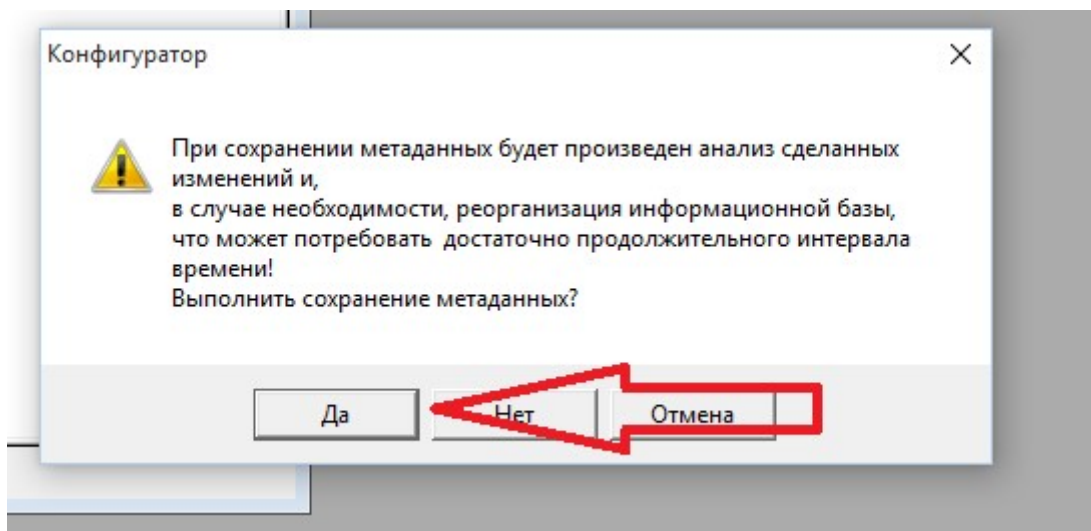 Конфигуратор
При сохранении метаданных будет произведен анализ сделанных
изменений и,
в случае необходимости, реорганизация информационной базы,
что может потребовать достаточно продолжительного интервала
времени!
Выполнить сохранение метаданных?
Да
Нет
Отмена